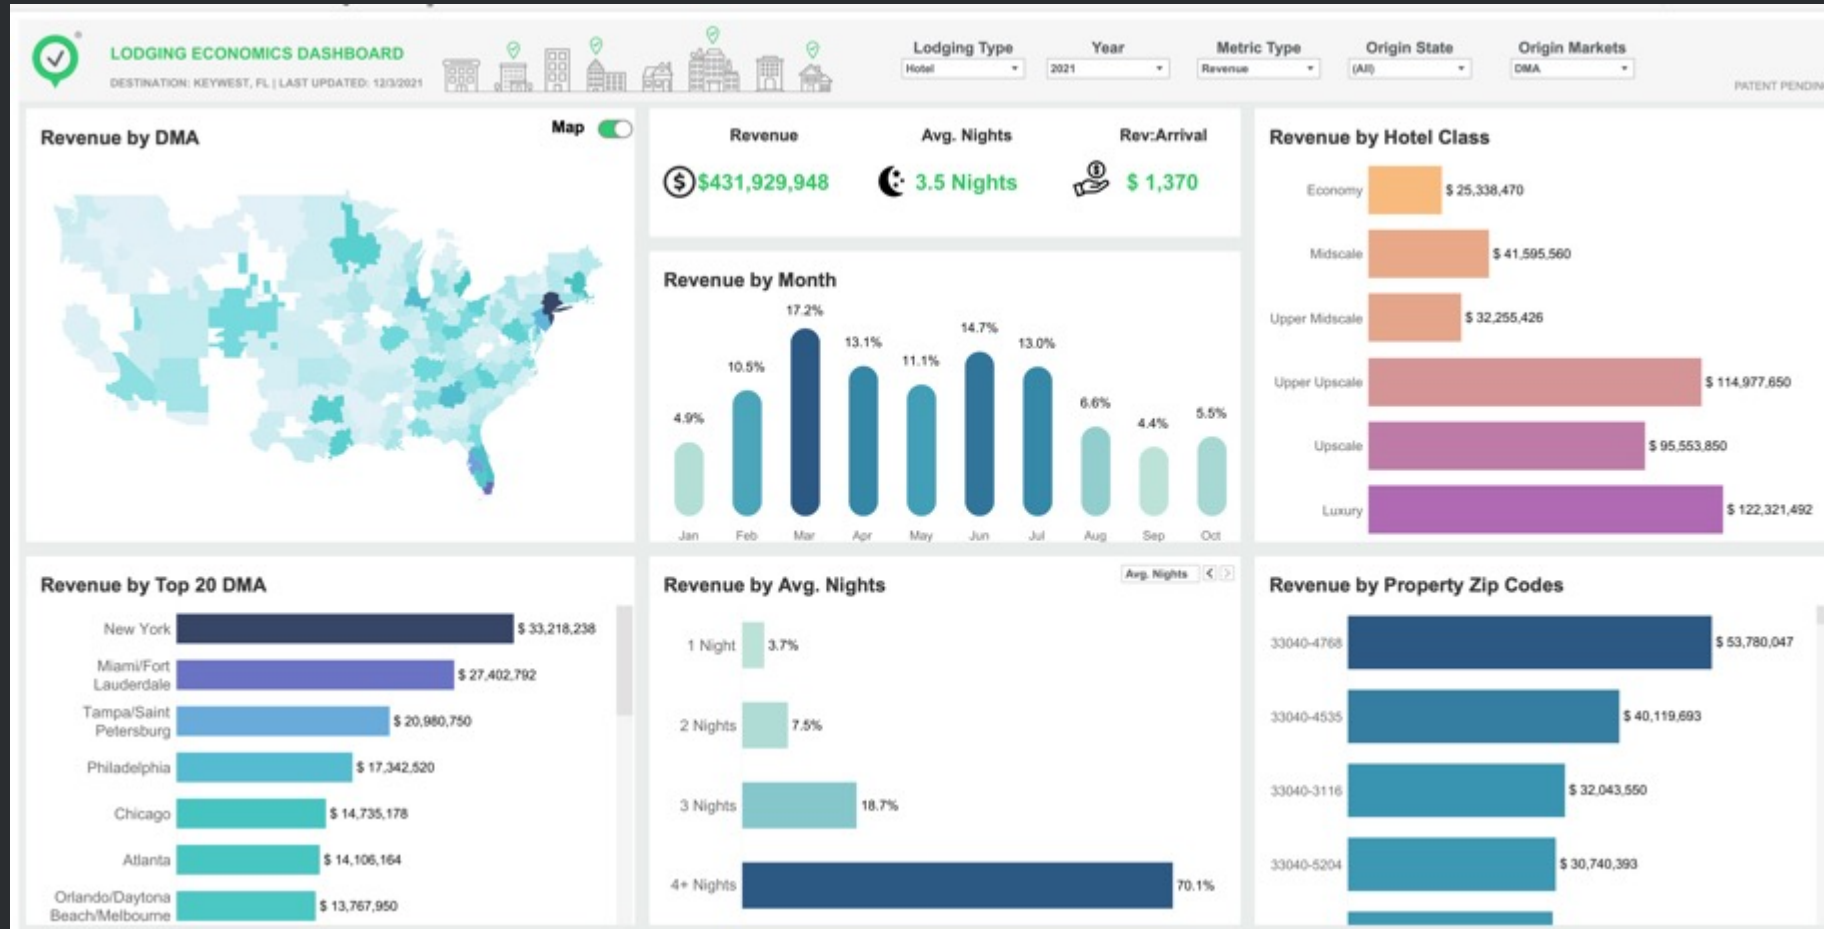 LODGING ECONOMICS DASHBOARD
DESTINATION: KEYWEST, FL | LAST UPDATED: 12/3/2021
Lodging Type
Hotel
Year
2021
Metric Type
Revenue
Origin State
(All)
Origin Markets
DMA
PATENT PENDING
Revenue by DMA
Map
Revenue
$431,929,948
Avg. Nights
3.5 Nights
Rev:Arrival
$ 1,370
Revenue by Month
4.9%
10.5%
17.2%
13.1%
11.1%
14.7%
13.0%
6.6%
4.4%
5.5%
Jan
Feb
Mar
Apr
May
Jun
Jul
Aug
Sep
Oct
Revenue by Hotel Class
Economy
$ 25,338,470
Midscale
$ 41,595,560
Upper Midscale
$ 32,255,426
Upper Upscale
$ 114,977,650
Upscale
$ 95,553,850
Luxury
$ 122,321,492
Revenue by Top 20 DMA
New York
$ 33,218,238
Miami/Fort
Lauderdale
$ 27,402,792
Tampa/Saint
Petersburg
$ 20,980,750
Philadelphia
$ 17,342,520
Chicago
$ 14,735,178
Atlanta
$ 14,106,164
Orlando/Daytona
Beach/Melbourne
$ 13,767,950
Revenue by Avg. Nights
Avg. Nights
1 Night
3.7%
2 Nights
7.5%
3 Nights
18.7%
4+ Nights
70.1%
Revenue by Property Zip Codes
33040-4768
$ 53,780,047
33040-4535
$ 40,119,693
33040-3116
$ 32,043,550
33040-5204
$ 30,740,393